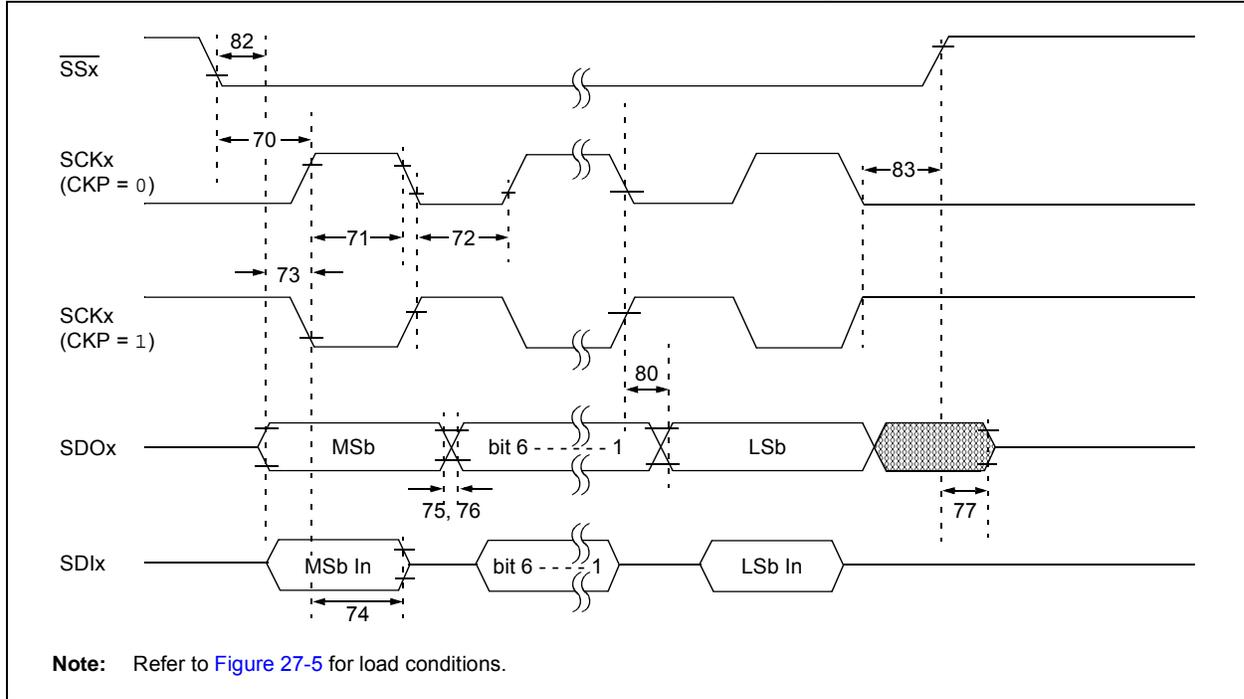 82
SSx
70
SCKx
(CKP = 0)
83
71
72
73
SCKx
(CKP = 1)
80
SDOx
MSb
bit 6 - - - - - - 1
LSb
75, 76
77
SDIx
MSb In
bit 6 - - - - 1
LSb In
74
Note: Refer to Figure 27-5 for load conditions.